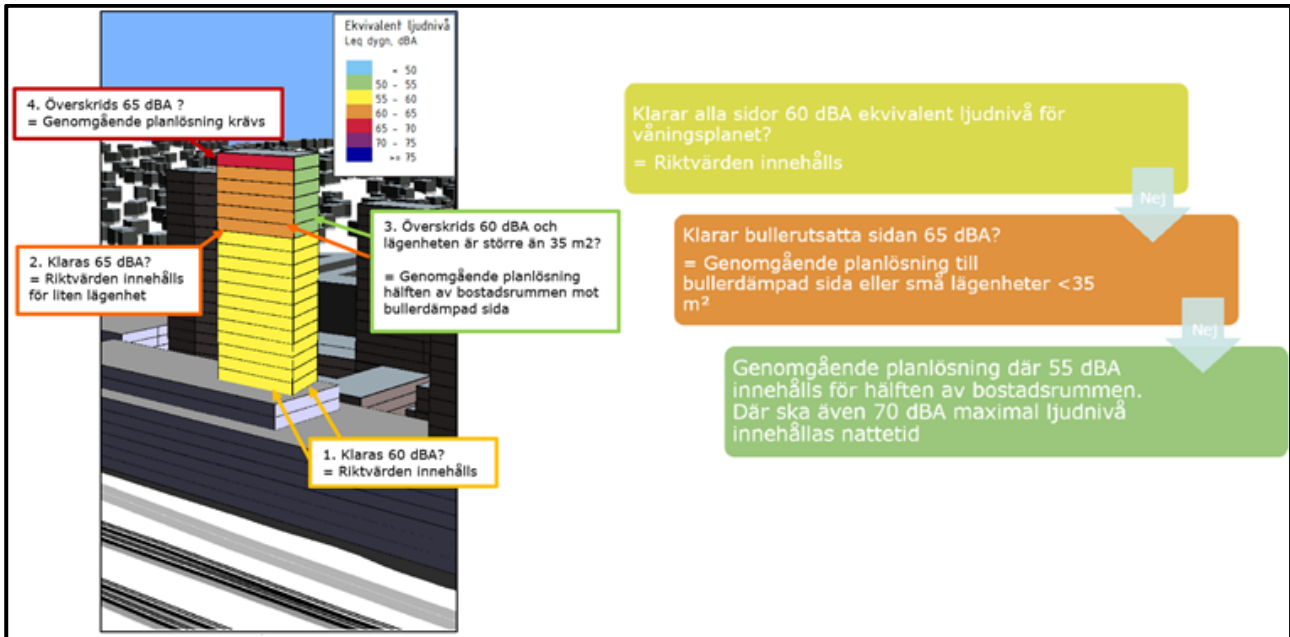 Ekvivalent ljudnivå
Leq dygn, dBA
= 50
50 - 55
55 - 60
60 - 65
65 - 70
70 - 75
>= 75
4. Överskrids 65 dBA ?
= Genomgående planlösning krävs
2. Klaras 65 dBA?
= Riktvärden innehålls
för liten lägenhet
3. Överskrids 60 dBA och
lägenheten är större än 35 m2?
= Genomgående planlösning
hälften av bostadsrummen mot
bullerdämpad sida
1. Klaras 60 dBA?
= Riktvärden innehålls
Klarar alla sidor 60 dBA ekvivalent ljudnivå för
våningsplanet?
= Riktvärden innehålls
Nej
Klarar bullerutsatta sidan 65 dBA?
= Genomgående planlösning till
bullerdämpad sida eller små lägenheter <35
m²
Nej
Genomgående planlösning där 55 dBA
innehålls för hälften av bostadsrummen.
Där ska även 70 dBA maximal ljudnivå
innehållas nattetid